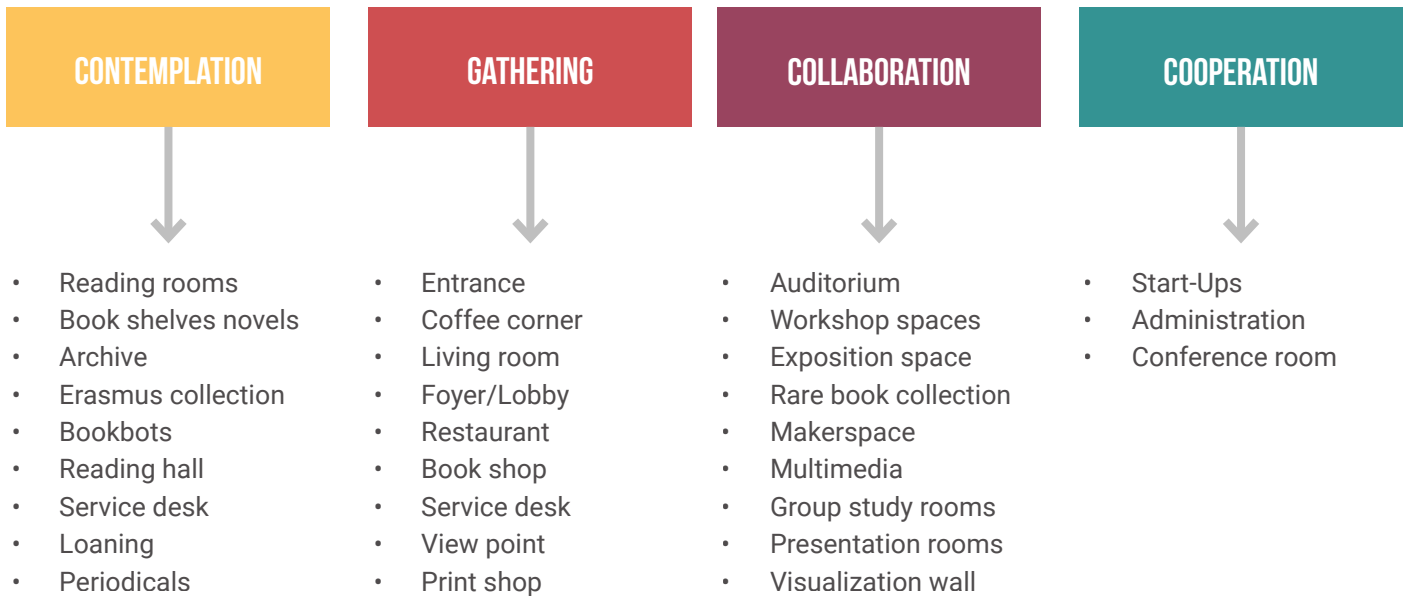 CONTEMPLATION
• Reading rooms
• Book shelves novels
• Archive
• Erasmus collection
• Bookbots
• Reading hall
• Service desk
• Loaning
• Periodicals
GATHERING
• Entrance
• Coffee corner
• Living room
• Foyer/Lobby
• Restaurant
• Book shop
• Service desk
• View point
• Print shop
COLLABORATION
• Auditorium
• Workshop spaces
• Exposition space
• Rare book collection
• Makerspace
• Multimedia
• Group study rooms
• Presentation rooms
• Visualization wall
COOPERATION
• Start-Ups
• Administration
• Conference room